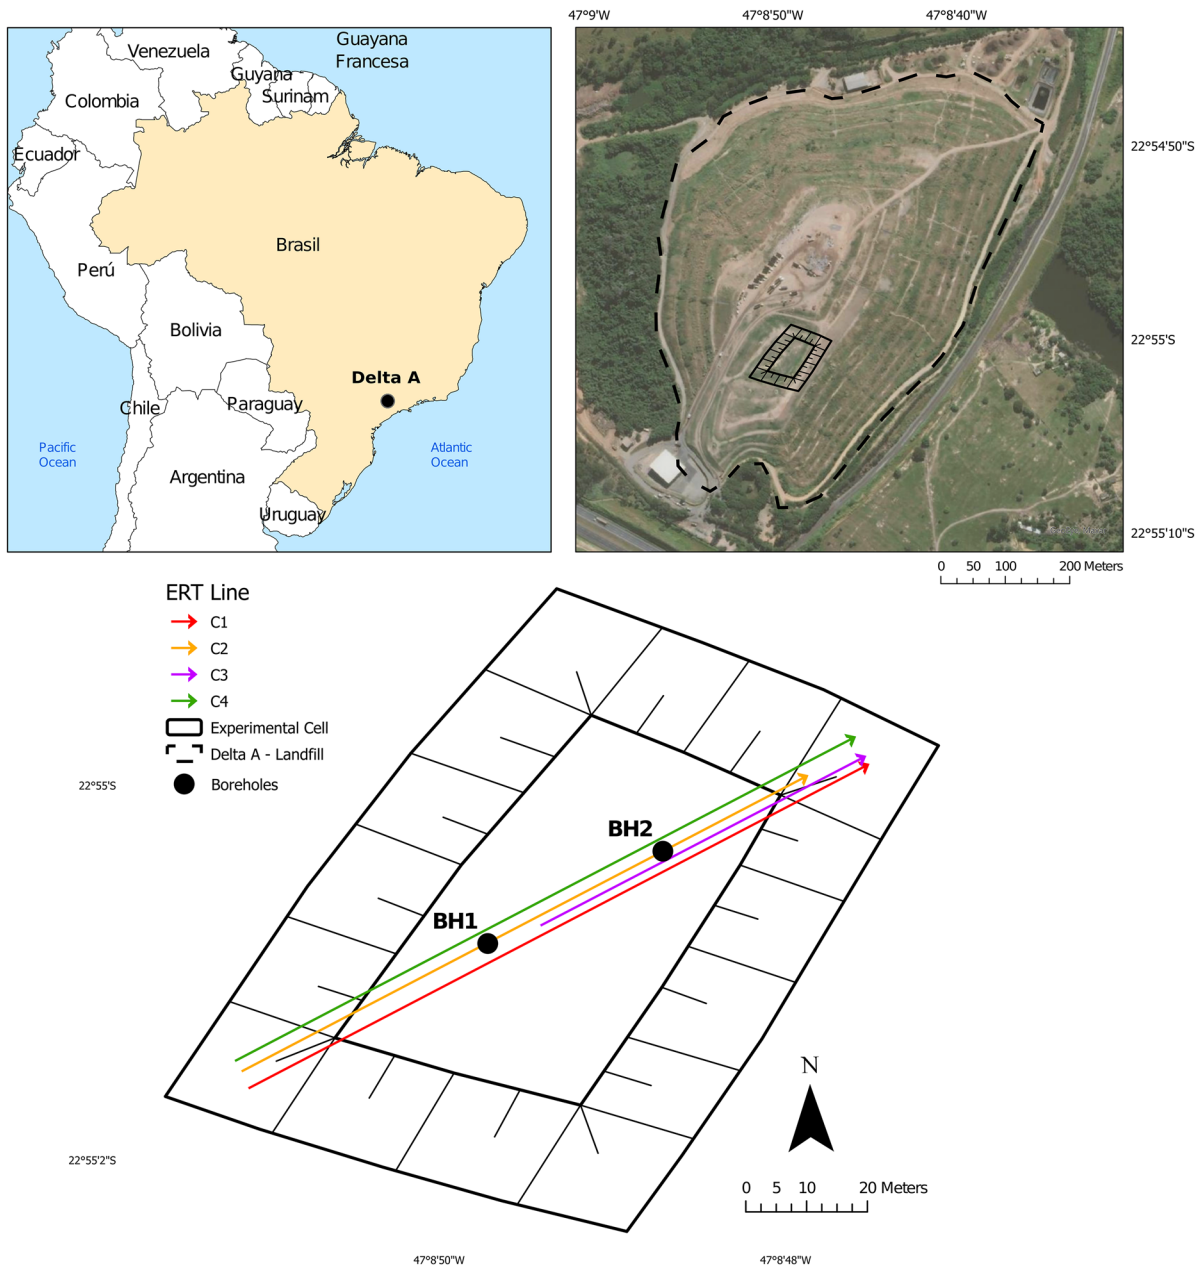 Venezuela
Guayana
Francesa
Guyana
Surinam
Colombia
Ecuador
Brasil
Perú
Bolivia
Delta A
Chile
Paraguay
Pacific
Ocean
Atlantic
Ocean
Argentina
Uruguay
47°9'W
47°8'50"W
47°8'40"W
22°54'50"S
22°55'S
22°55'10"S
0 50 100 200 Meters
ERT Line
C1
C2
C3
C4
Experimental Cell
Delta A - Landfill
Boreholes
22°55'S
BH2
BH1
N
22°55'2"S
0 5 10 20 Meters
47°8'50"W
47°8'48"W